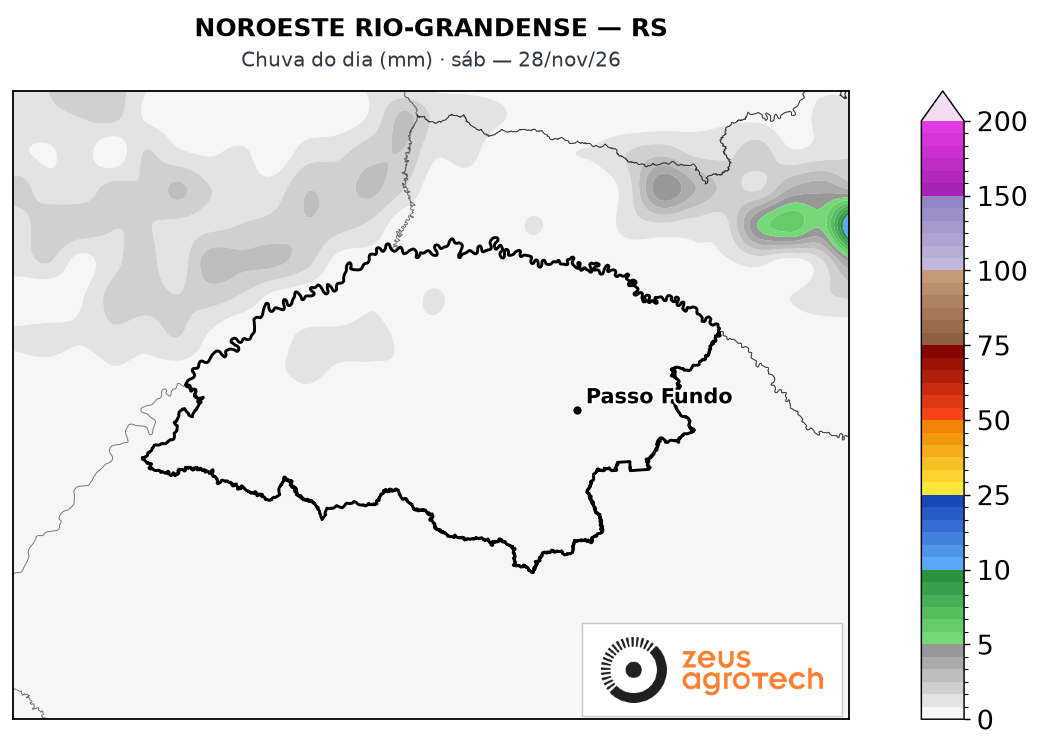 NOROESTE RIO-GRANDENSE — RS
Chuva do dia (mm) · sáb — 28/nov/26
200
150
100
75
50
25
10
5
0
Passo Fundo
zeus
agrotech